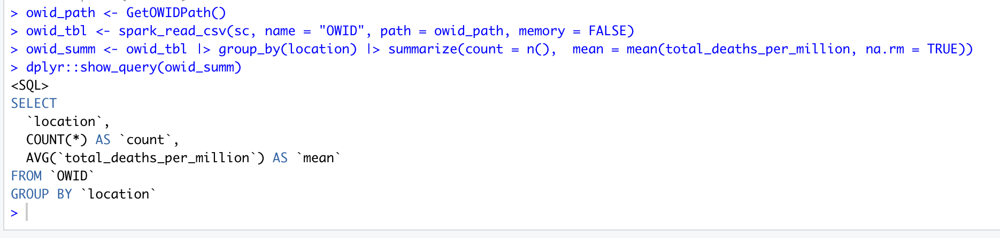 > owid_path <- GetOWIDPath()
> owid_tbl <- spark_read_csv(sc, name = "OWID", path = owid_path, memory = FALSE)
> owid_summ <- owid_tbl |> group_by(location) |> summarize(count = n(),  mean = mean(total_deaths_per_million, na.rm = TRUE))
> dplyr::show_query(owid_summ)
<SQL>
SELECT
  `location`,
  COUNT(*) AS `count`,
  AVG(`total_deaths_per_million`) AS `mean`
FROM `OWID`
GROUP BY `location`
>